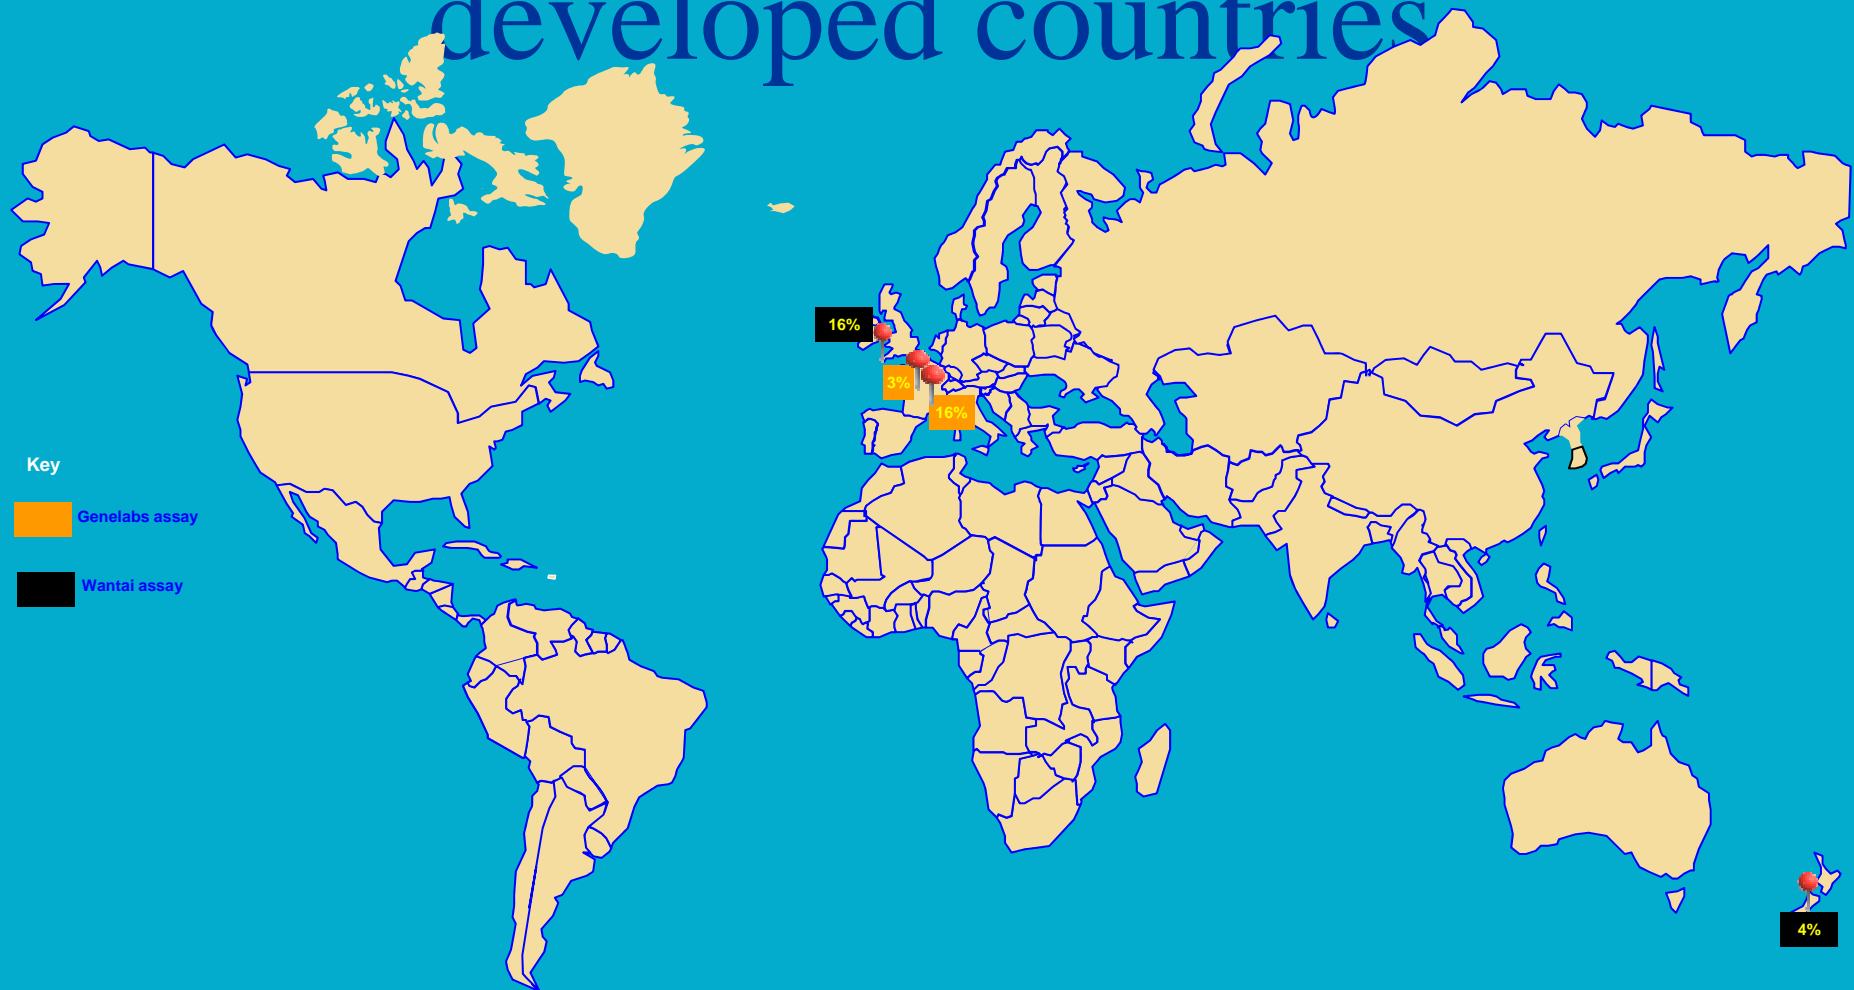 developed countries
16%
3%
16%
Key
Genelabs assay
Wantai assay
4%